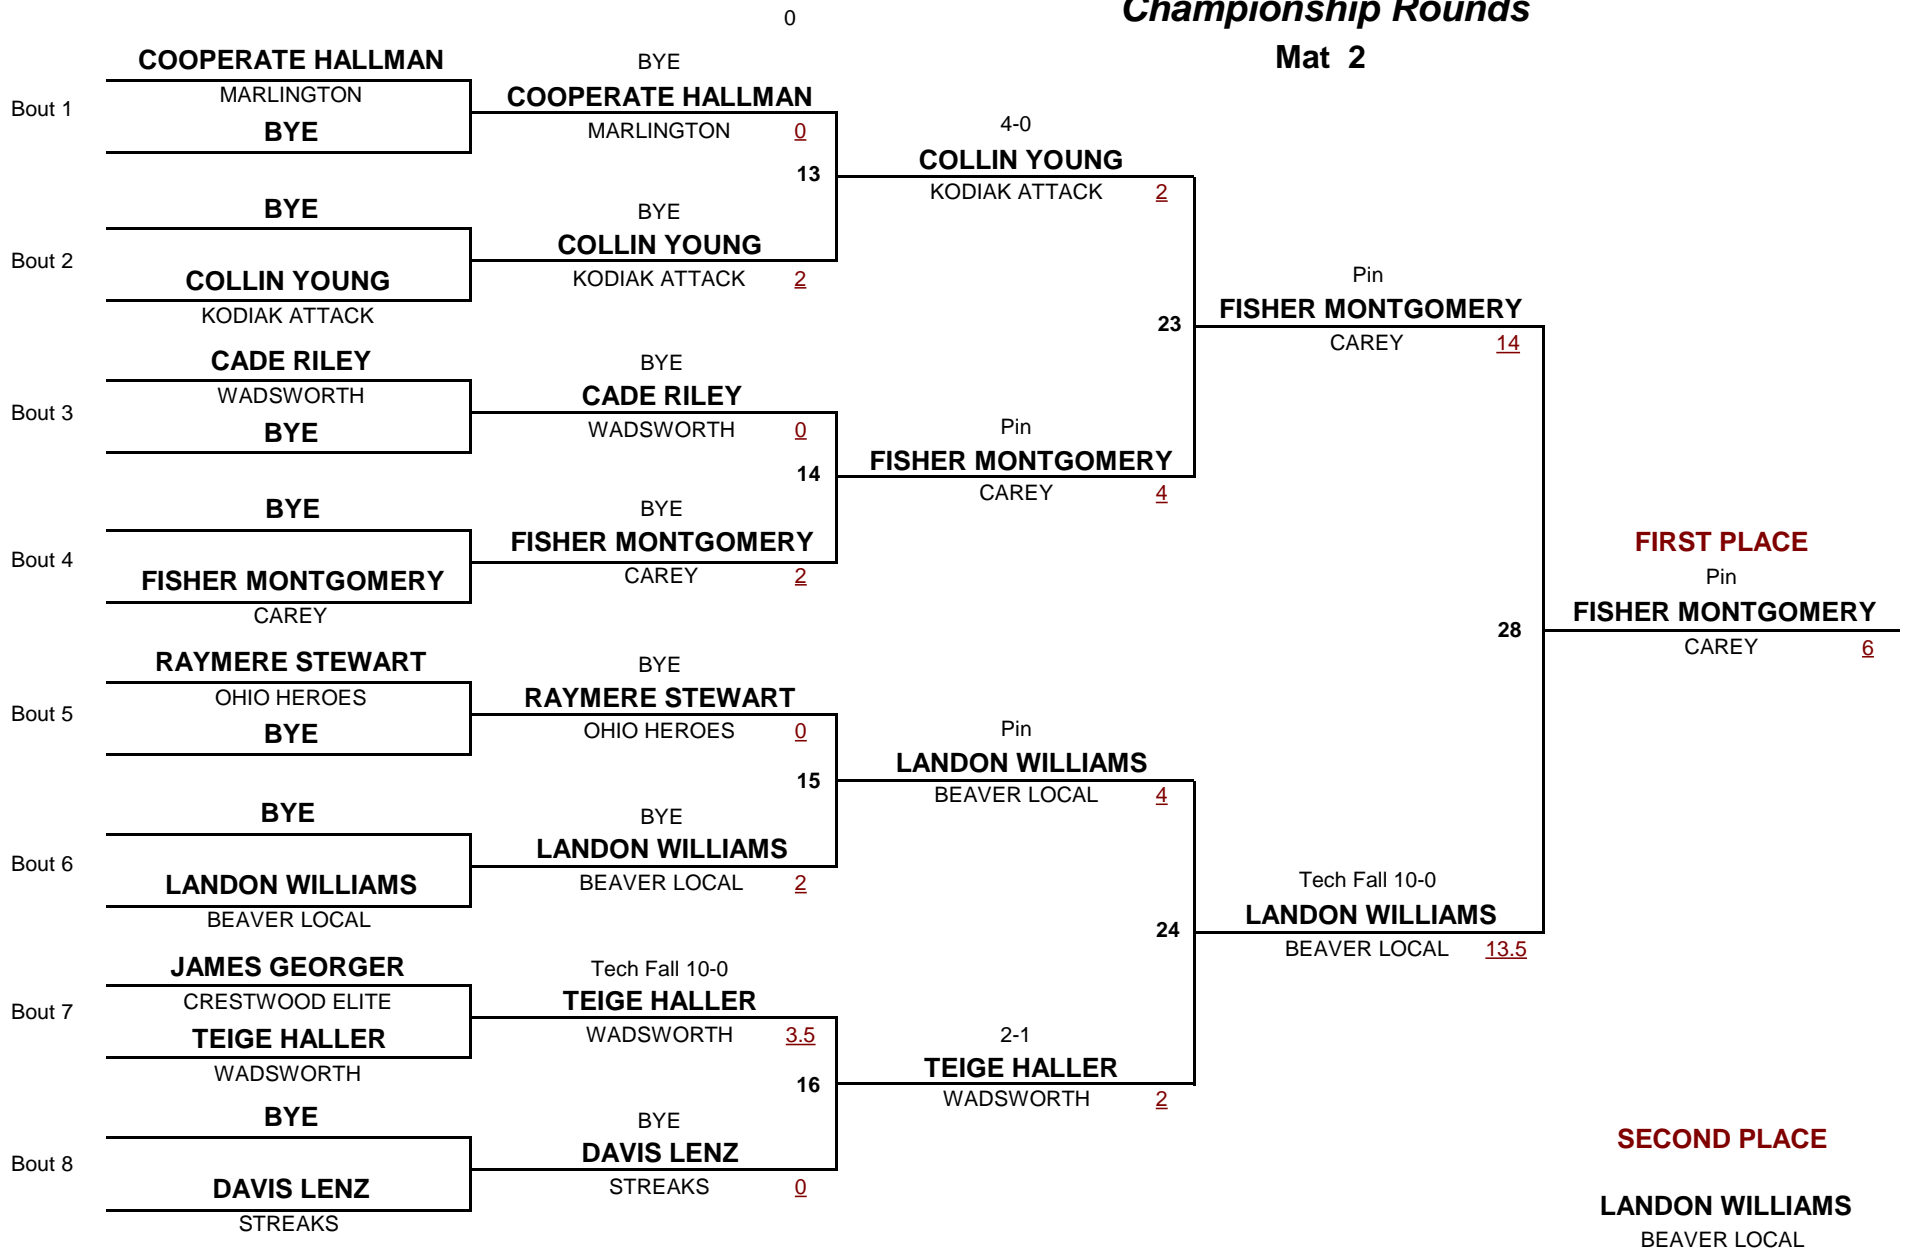 0
Championship Rounds
Mat 2
COOPERATE HALLMAN
Bout 1
MARLINGTON
BYE
BYE
Bout 2
COLLIN YOUNG
KODIAK ATTACK
CADE RILEY
Bout 3
WADSWORTH
BYE
BYE
Bout 4
FISHER MONTGOMERY
CAREY
RAYMERE STEWART
Bout 5
OHIO HEROES
BYE
BYE
Bout 6
LANDON WILLIAMS
BEAVER LOCAL
JAMES GEORGER
Bout 7
CRESTWOOD ELITE
TEIGE HALLER
WADSWORTH
BYE
Bout 8
DAVIS LENZ
STREAKS
BYE
COOPERATE HALLMAN
MARLINGTON 0
13
BYE
COLLIN YOUNG
KODIAK ATTACK 2
BYE
CADE RILEY
WADSWORTH 0
14
BYE
FISHER MONTGOMERY
CAREY 2
BYE
RAYMERE STEWART
OHIO HEROES 0
15
BYE
LANDON WILLIAMS
BEAVER LOCAL 2
Tech Fall 10-0
TEIGE HALLER
WADSWORTH 3.5
16
BYE
DAVIS LENZ
STREAKS 0
4-0
COLLIN YOUNG
KODIAK ATTACK 2
23
Pin
FISHER MONTGOMERY
CAREY 4
Pin
LANDON WILLIAMS
BEAVER LOCAL 4
24
2-1
TEIGE HALLER
WADSWORTH 2
Pin
FISHER MONTGOMERY
CAREY 14
28
Tech Fall 10-0
LANDON WILLIAMS
BEAVER LOCAL 13.5
FIRST PLACE
Pin
FISHER MONTGOMERY
CAREY 6
SECOND PLACE
LANDON WILLIAMS
BEAVER LOCAL